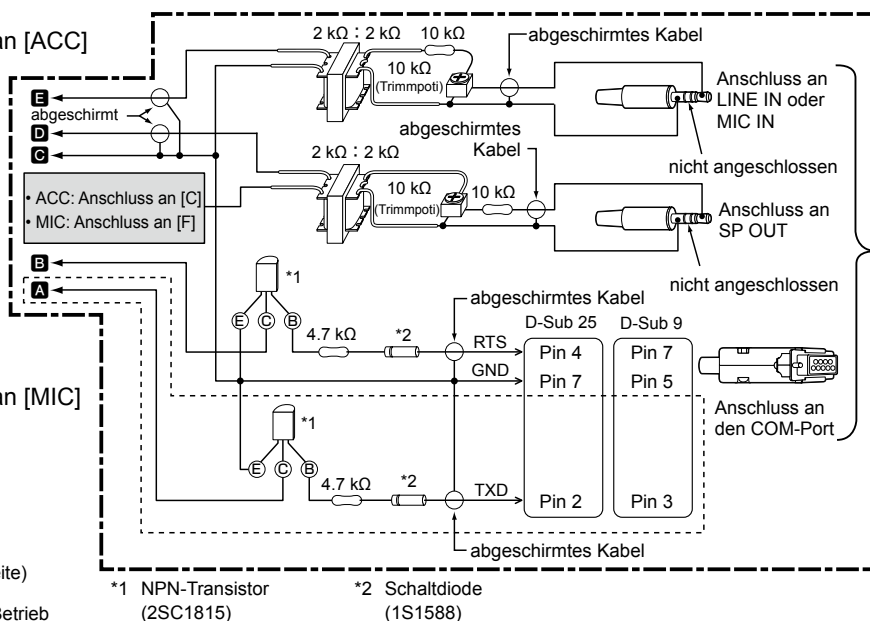 an [ACC]
2 kΩ : 2 kΩ
10 kΩ
abgeschirmtes Kabel
10 kΩ
(Trimmpoti)
Anschluss an
LINE IN oder
MIC IN
E
abgeschirmt
D
C
abgeschirmtes
Kabel
nicht angeschlossen
2 kΩ : 2 kΩ
10 kΩ
(Trimmpoti)
10 kΩ
• ACC: Anschluss an [C]
• MIC: Anschluss an [F]
Anschluss an
SP OUT
nicht angeschlossen
B
A
*1
abgeschirmtes Kabel
E C B
4.7 kΩ
*2
RTS
GND
D-Sub 25
D-Sub 9
Pin 4
Pin 7
Pin 7
Pin 5
an [MIC]
Anschluss an
den COM-Port
*1
E C B
4.7 kΩ
*2
TXD
Pin 2
Pin 3
abgeschirmtes Kabel
eite)
Betrieb
*1 NPN-Transistor
(2SC1815)
*2 Schaltdiode
(1S1588)